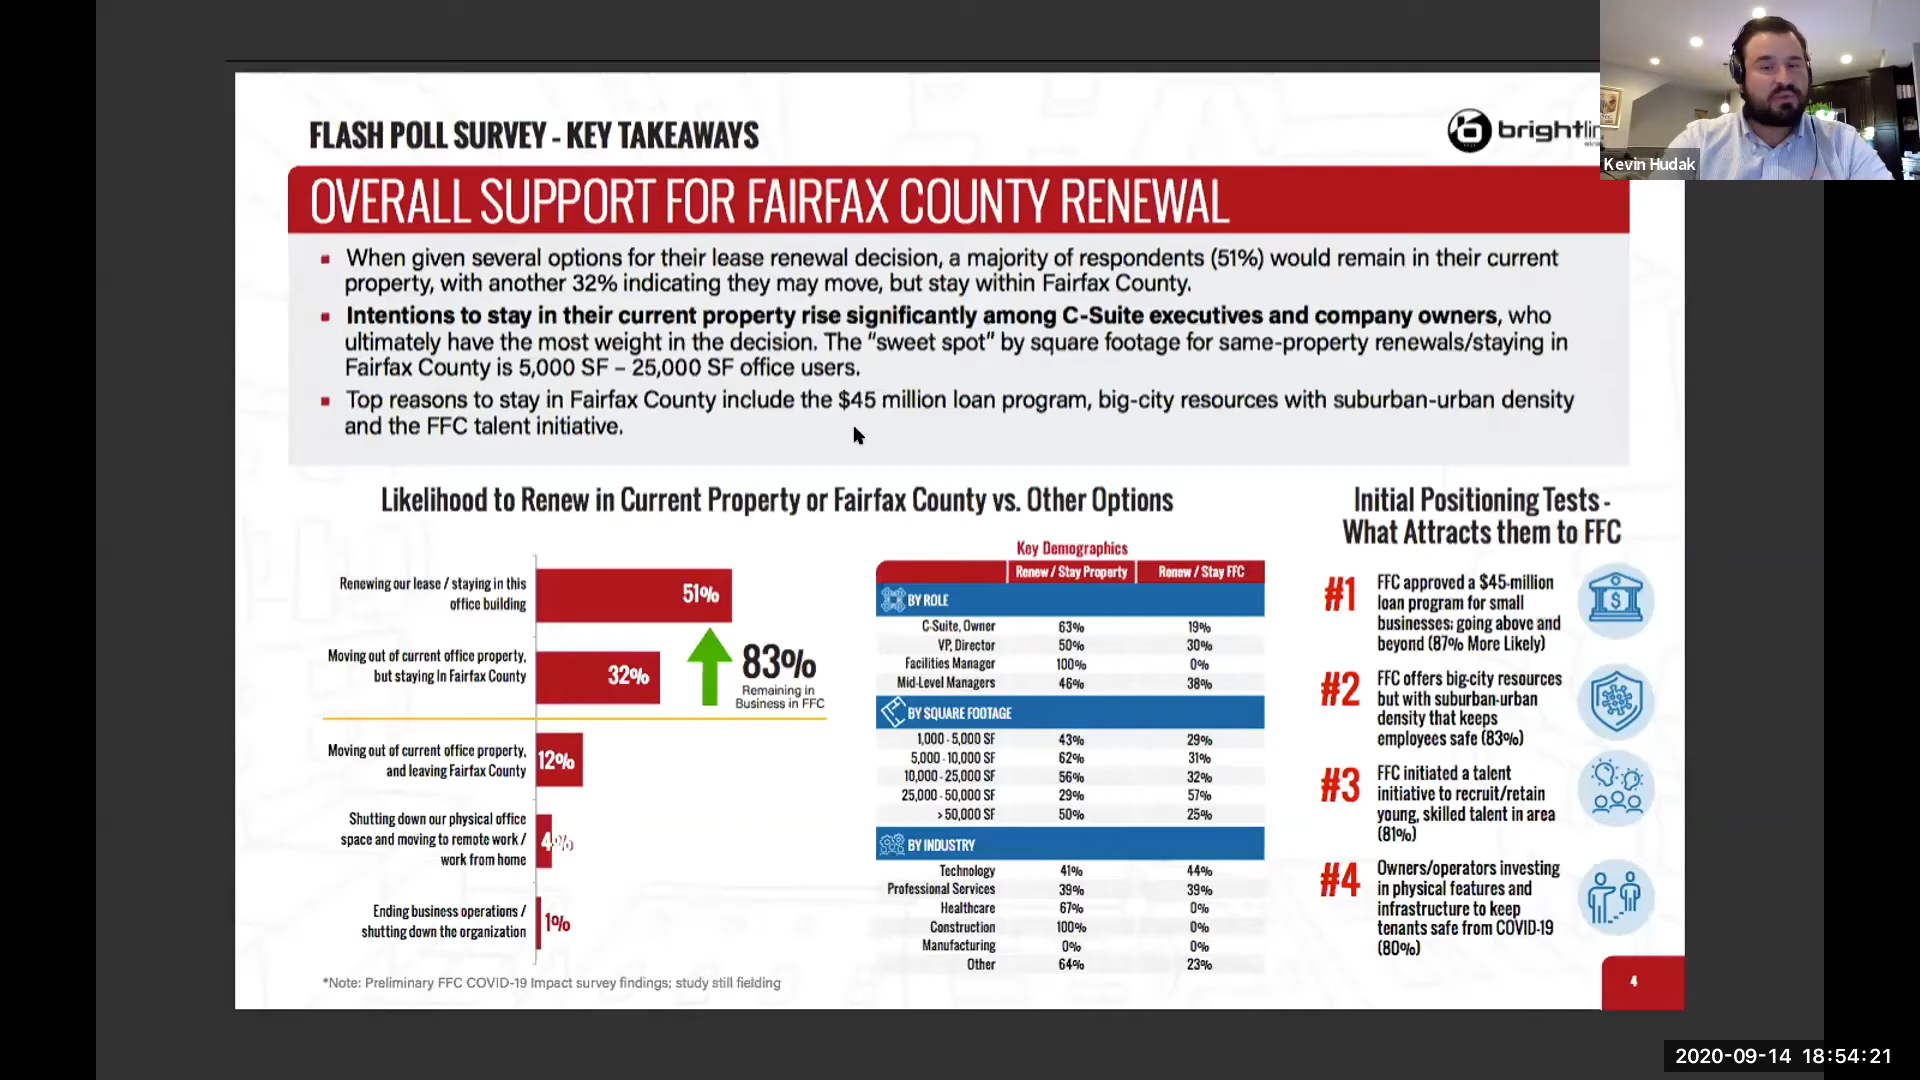 FLASH POLL SURVEY - KEY TAKEAWAYS
Kevin Hudak
OVERALL SUPPORT FOR FAIRFAX COUNTY RENEWAL
▪ When given several options for their lease renewal decision, a majority of respondents (51%) would remain in their current
property, with another 32% indicating they may move, but stay within Fairfax County.
▪ Intentions to stay in their current property rise significantly among C-Suite executives and company owners, who
ultimately have the most weight in the decision. The “sweet spot” by square footage for same-property renewals/staying in
Fairfax County is 5,000 SF – 25,000 SF office users.
▪ Top reasons to stay in Fairfax County include the $45 million loan program, big-city resources with suburban-urban density
and the FFC talent initiative.
Likelihood to Renew in Current Property or Fairfax County vs. Other Options
Renewing our lease / staying in this
office building
51%
Moving out of current office property,
but staying In Fairfax County
32%
83%
Remaining in
Business in FFC
Moving out of current office property,
and leaving Fairfax County
12%
Shutting down our physical office
space and moving to remote work /
work from home
4%
Ending business operations /
shutting down the organization
1%
*Note: Preliminary FFC COVID-19 Impact survey findings; study still fielding
Key Demographics
Renew / Stay Property Renew / Stay FFC
BY ROLE
C-Suite, Owner 63% 19%
VP, Director 50% 30%
Facilities Manager 100% 0%
Mid-Level Managers 46% 38%
BY SQUARE FOOTAGE
1,000 - 5,000 SF 43% 29%
5,000 - 10,000 SF 62% 31%
10,000 - 25,000 SF 56% 32%
25,000 - 50,000 SF 29% 57%
> 50,000 SF 50% 25%
BY INDUSTRY
Technology 41% 44%
Professional Services 39% 39%
Healthcare 67% 0%
Construction 100% 0%
Manufacturing 0% 0%
Other 64% 23%
Initial Positioning Tests -
What Attracts them to FFC
#1 FFC approved a $45-million
loan program for small
businesses; going above and
beyond (87% More Likely)
#2 FFC offers big-city resources
but with suburban-urban
density that keeps
employees safe (83%)
#3 FFC initiated a talent
initiative to recruit/retain
young, skilled talent in area
(81%)
#4 Owners/operators investing
in physical features and
infrastructure to keep
tenants safe from COVID-19
(80%)
4
2020-09-14 18:54:21